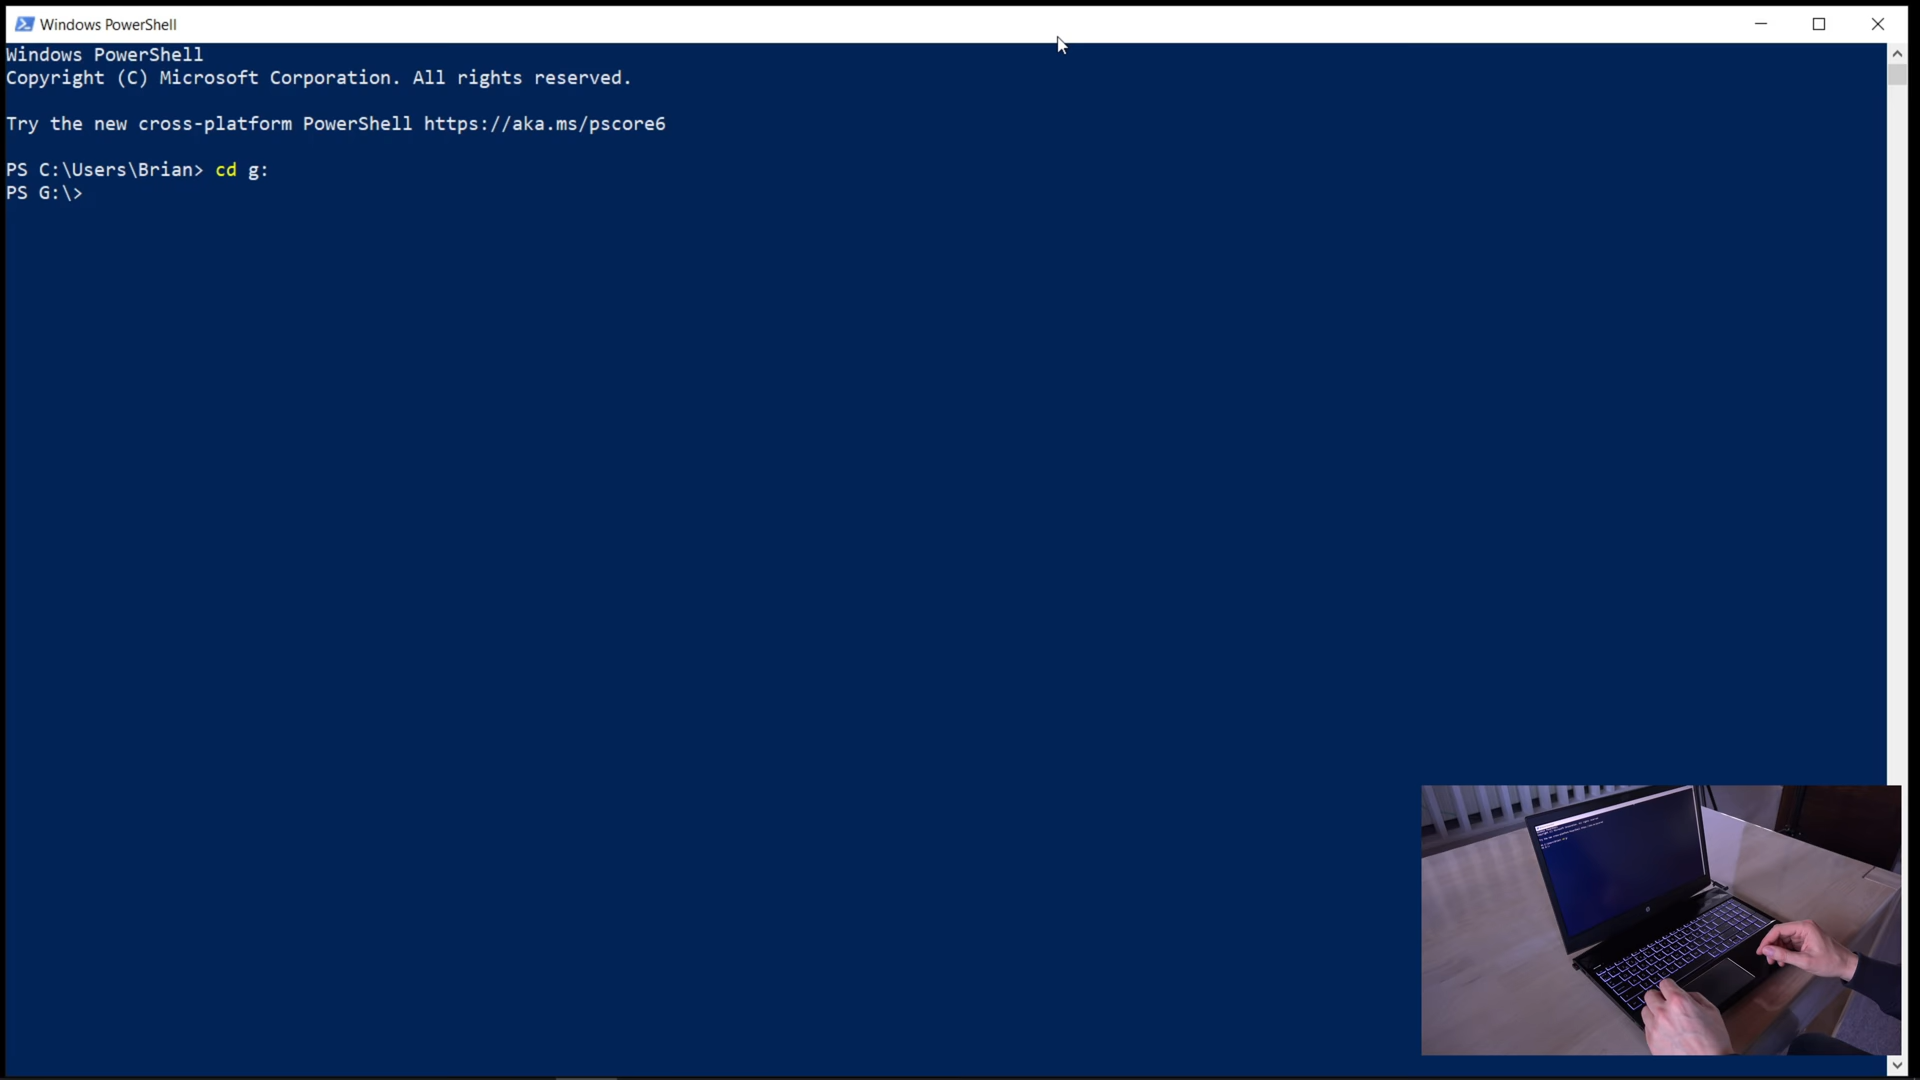 Windows PowerShell
Windows PowerShell
Copyright (C) Microsoft Corporation. All rights reserved.
Try the new cross-platform PowerShell https://aka.ms/pscore6
PS C:\Users\Brian> cd g:
PS G:\>